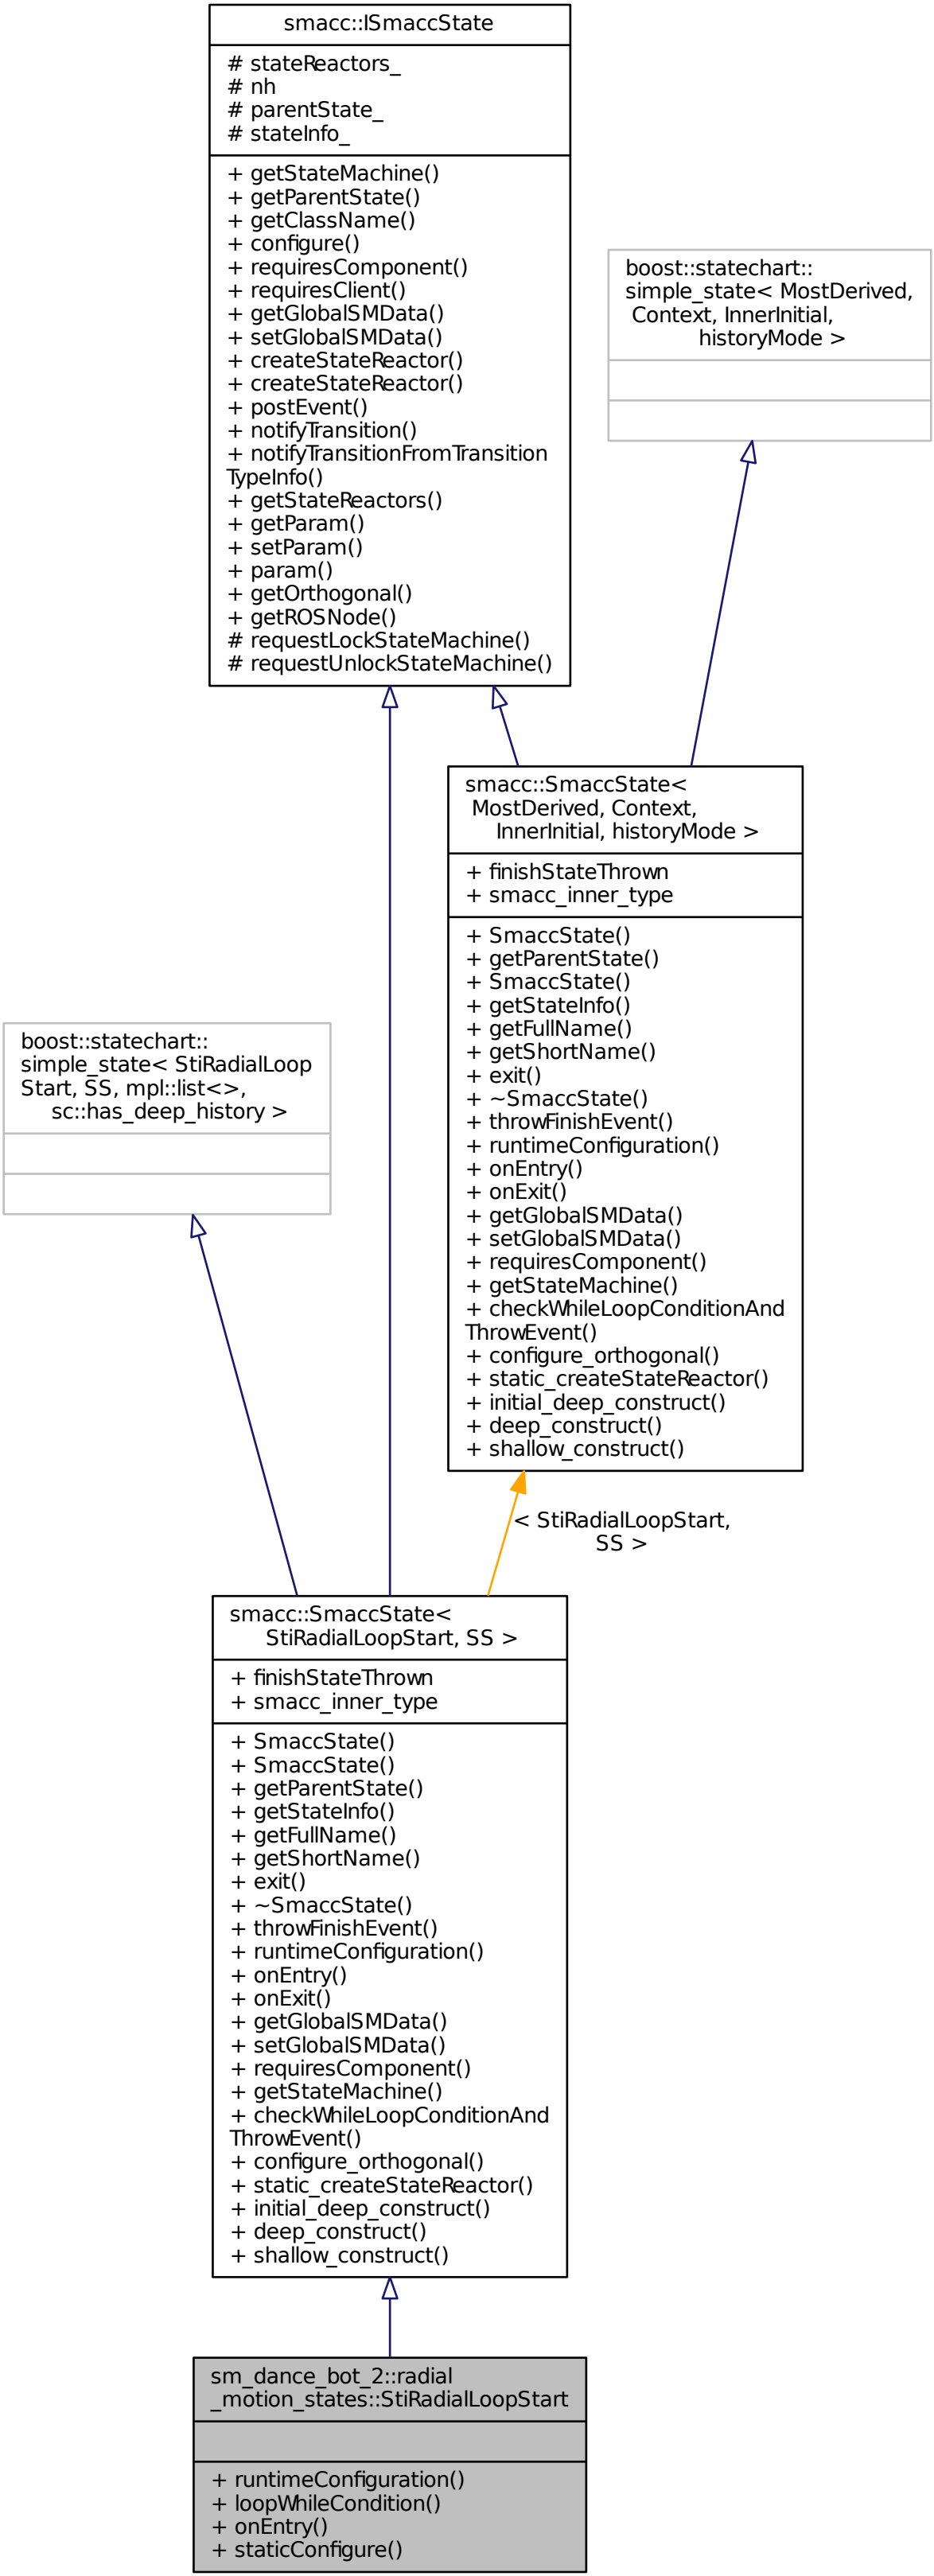 smacc::ISmaccState
# stateReactors_
# nh
# parentState_
# stateInfo_
+ getStateMachine()
+ getParentState()
+ getClassName()
+ configure()
+ requiresComponent()
+ requiresClient()
+ getGlobalSMData()
+ setGlobalSMData()
+ createStateReactor()
+ createStateReactor()
+ postEvent()
+ notifyTransition()
+ notifyTransitionFromTransition
TypeInfo()
+ getStateReactors()
+ getParam()
+ setParam()
+ param()
+ getOrthogonal()
+ getROSNode()
# requestLockStateMachine()
# requestUnlockStateMachine()
boost::statechart::
simple_state< MostDerived,
Context, InnerInitial,
historyMode >
smacc::SmaccState<
MostDerived, Context,
InnerInitial, historyMode >
+ finishStateThrown
+ smacc_inner_type
+ SmaccState()
+ getParentState()
+ SmaccState()
+ getStateInfo()
+ getFullName()
+ getShortName()
+ exit()
+ ~SmaccState()
+ throwFinishEvent()
+ runtimeConfiguration()
+ onEntry()
+ onExit()
+ getGlobalSMData()
+ setGlobalSMData()
+ requiresComponent()
+ getStateMachine()
+ checkWhileLoopConditionAnd
ThrowEvent()
+ configure_orthogonal()
+ static_createStateReactor()
+ initial_deep_construct()
+ deep_construct()
+ shallow_construct()
boost::statechart::
simple_state< StiRadialLoop
Start, SS, mpl::list<>,
sc::has_deep_history >
< StiRadialLoopStart,
SS >
smacc::SmaccState<
StiRadialLoopStart, SS >
+ finishStateThrown
+ smacc_inner_type
+ SmaccState()
+ SmaccState()
+ getParentState()
+ getStateInfo()
+ getFullName()
+ getShortName()
+ exit()
+ ~SmaccState()
+ throwFinishEvent()
+ runtimeConfiguration()
+ onEntry()
+ onExit()
+ getGlobalSMData()
+ setGlobalSMData()
+ requiresComponent()
+ getStateMachine()
+ checkWhileLoopConditionAnd
ThrowEvent()
+ configure_orthogonal()
+ static_createStateReactor()
+ initial_deep_construct()
+ deep_construct()
+ shallow_construct()
sm_dance_bot_2::radial
_motion_states::StiRadialLoopStart
+ runtimeConfiguration()
+ loopWhileCondition()
+ onEntry()
+ staticConfigure()